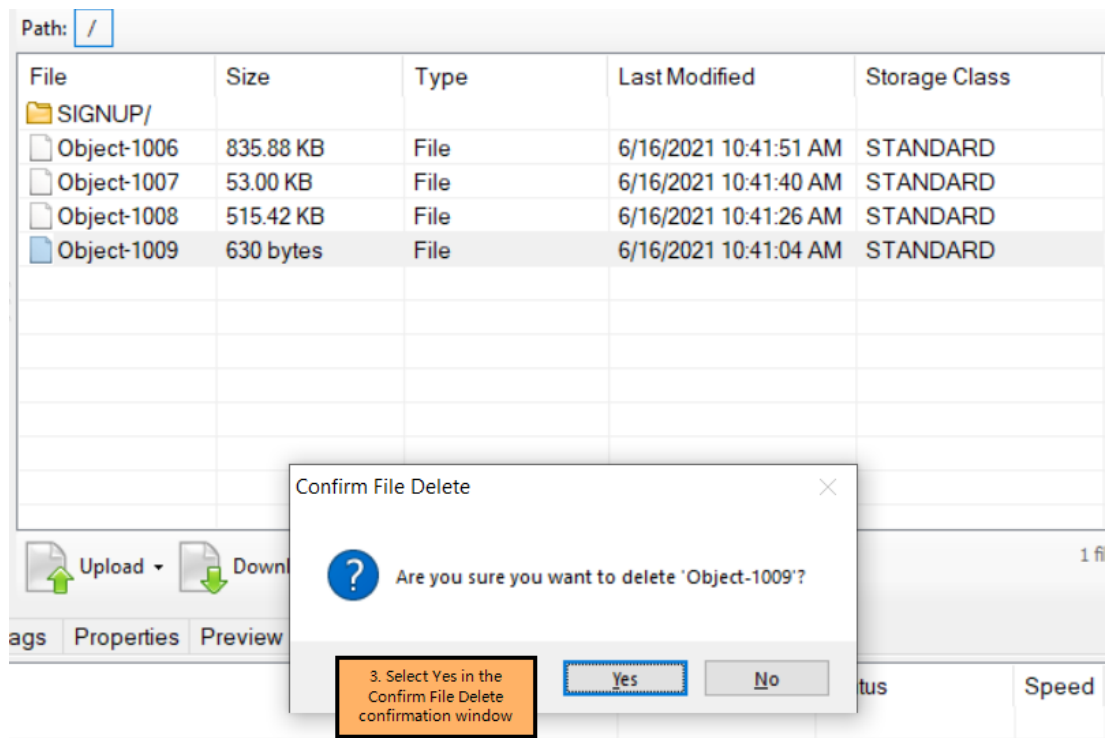 Path: /
File Size Type Last Modified Storage Class
SIGNUP/
Object-1006 835.88 KB File 6/16/2021 10:41:51 AM STANDARD
Object-1007 53.00 KB File 6/16/2021 10:41:40 AM STANDARD
Object-1008 515.42 KB File 6/16/2021 10:41:26 AM STANDARD
Object-1009 630 bytes File 6/16/2021 10:41:04 AM STANDARD
Confirm File Delete
Upload Downl 1 fi
Are you sure you want to delete 'Object-1009'?
ags Properties Preview
3. Select Yes in the
Confirm File Delete
confirmation window
Yes No
tus Speed